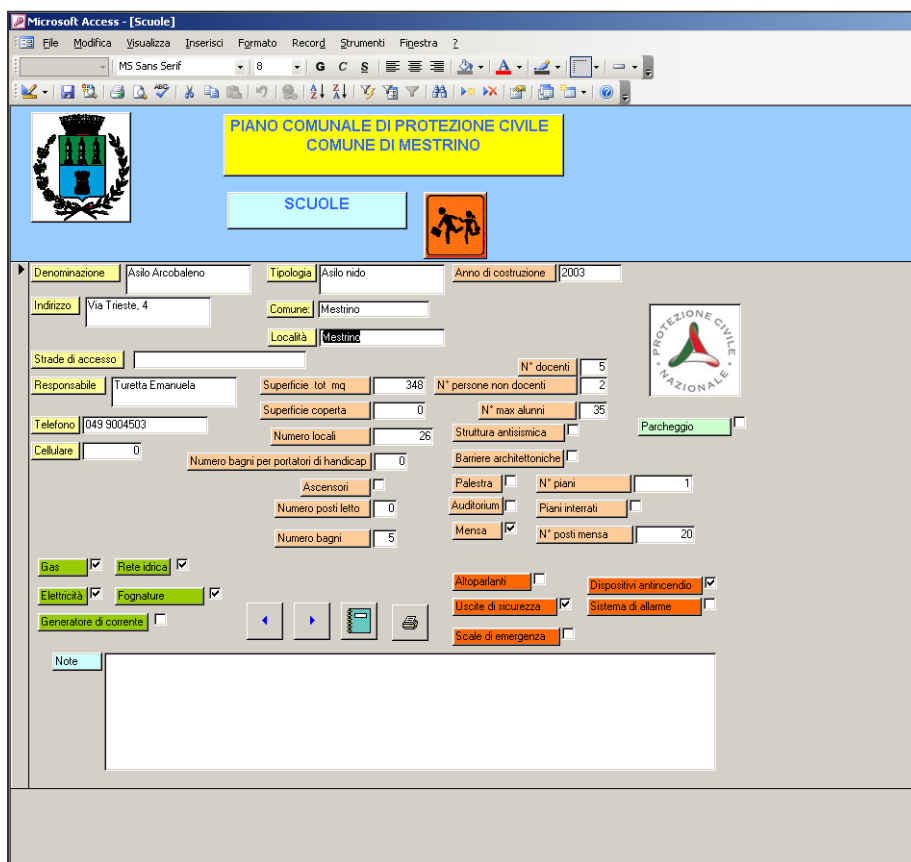 Microsoft Access - [Scuole]
File Modifica Visualizza Inserisci Formato Record Strumenti Finestra ?
MS Sans Serif 8 G C S
PIANO COMUNALE DI PROTEZIONE CIVILE
COMUNE DI MESTRINO
SCUOLE
Denominazione Asilo Arcobaleno Tipologia Asilo nido Anno di costruzione 2003
Indirizzo Via Trieste, 4 Comune: Mestrino
Località Mestrino
PROTEZIONE CIVILE NAZIONALE
Strade di accesso N° docenti 5
Responsabile Turetta Emanuela Superficie tot mq 348 N° persone non docenti 2
Superficie coperta 0 N° max alunni 35
Telefono 049 9004503 Numero locali 26 Struttura antisismica Parcheggio
Cellulare 0 Numero bagni per portatori di handicap 0 Barriere architettoniche
Ascensori Palestra N° piani 1
Numero posti letto 0 Auditorium Piani interrati
Numero bagni 5 Mensa N° posti mensa 20
Gas Rete idrica Altoparlanti Dispositivi antincendio
Elettricità Fognature Uscite di sicurezza Sistema di allarme
Generatore di corrente Scale di emergenza
Note